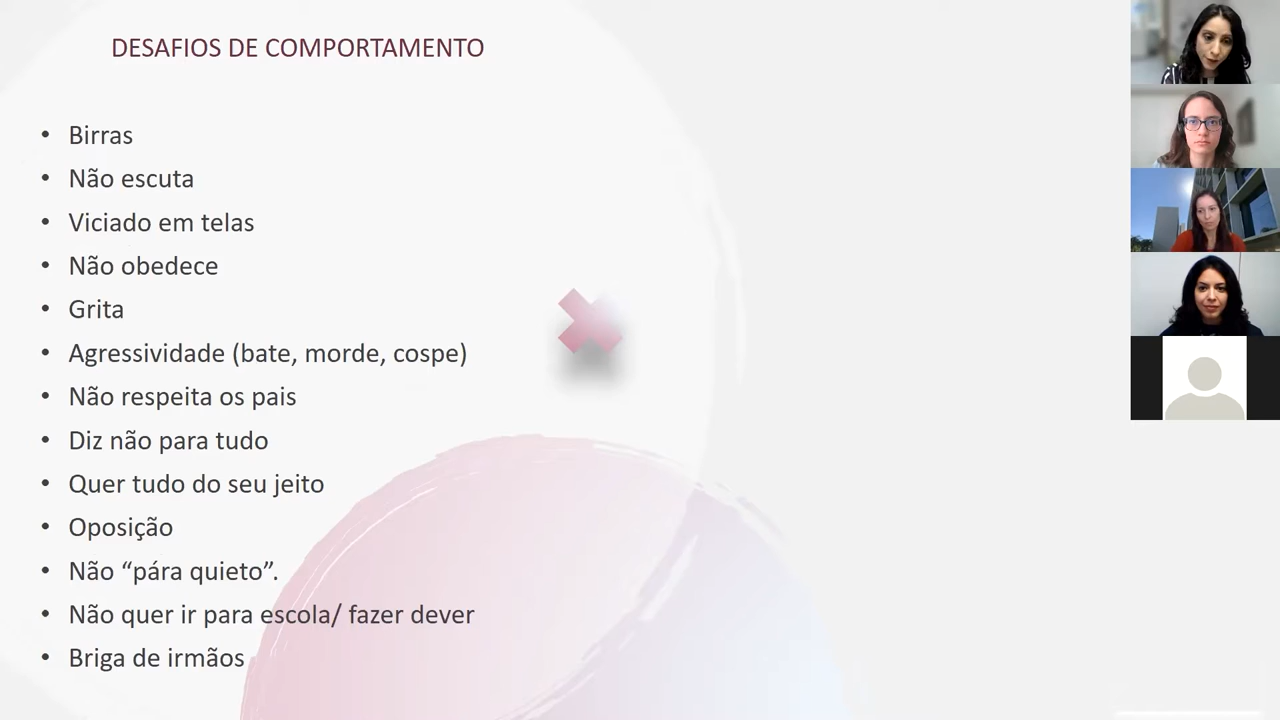 DESAFIOS DE COMPORTAMENTO
• Birras
• Não escuta
• Viciado em telas
• Não obedece
• Grita
• Agressividade (bate, morde, cospe)
• Não respeita os pais
• Diz não para tudo
• Quer tudo do seu jeito
• Oposição
• Não “pára quieto”.
• Não quer ir para escola/ fazer dever
• Briga de irmãos